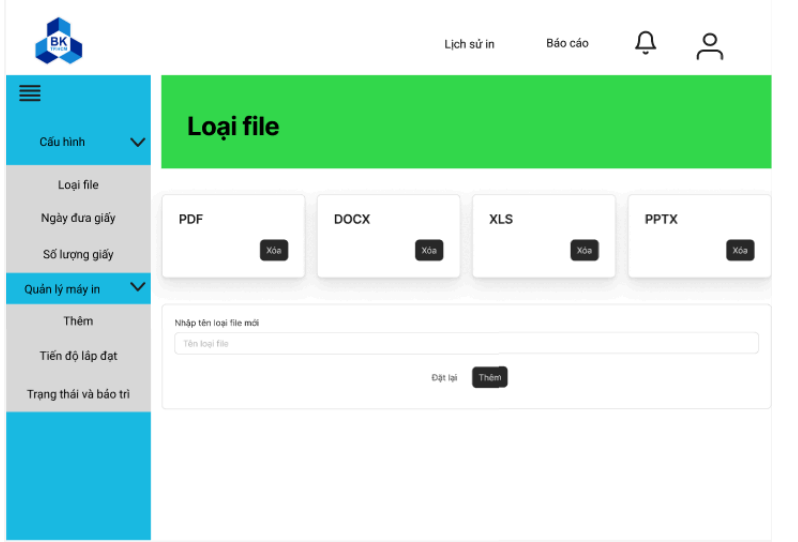 BK
TP.HCM
Lịch sử in
Báo cáo
Cấu hình
Loại file
Ngày đưa giấy
Số lượng giấy
Quản lý máy in
Thêm
Tiến độ lắp đạt
Trạng thái và bảo trì
Loại file
PDF
Xóa
DOCX
Xóa
XLS
Xóa
PPTX
Xóa
Nhập tên loại file mới
Tên loại file
Đặt lại
Thêm